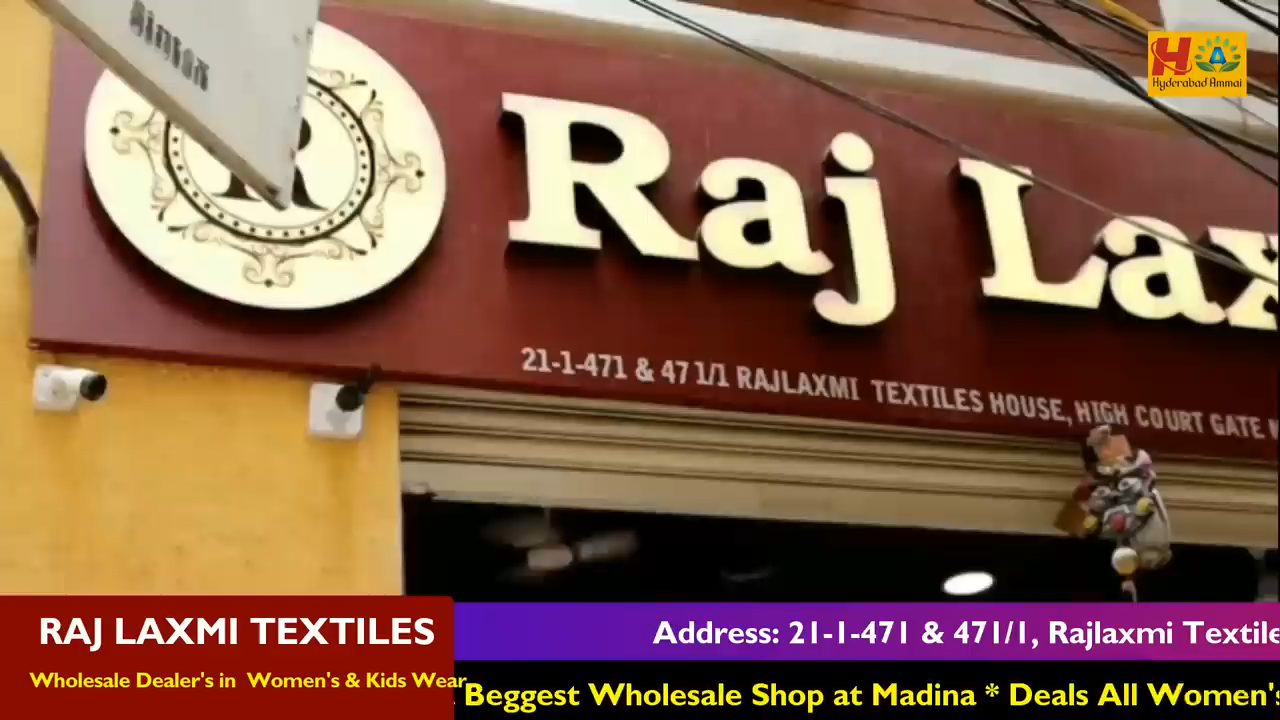 H A
Hyderabad Ammai
R
Raj Lax
21-1-471 & 471/1 RAJLAXMI TEXTILES HOUSE, HIGH COURT GATE
RAJ LAXMI TEXTILES
Wholesale Dealer's in Women's & Kids Wear
Address: 21-1-471 & 471/1, Rajlaxmi Textile
Beggest Wholesale Shop at Madina * Deals All Women's